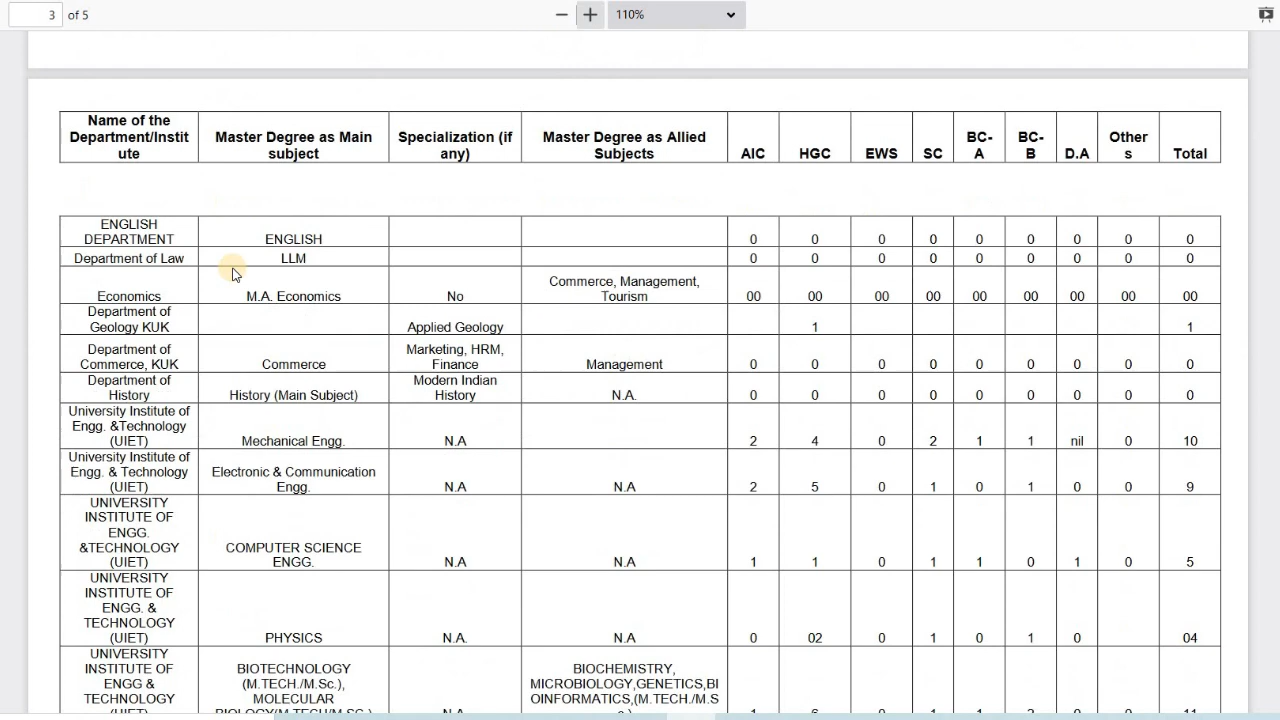 3 of 5
110%
Name of the Department/Instit ute Master Degree as Main subject Specialization (if any) Master Degree as Allied Subjects AIC HGC EWS SC BC-A BC-B D.A Other s Total
ENGLISH DEPARTMENT ENGLISH 0 0 0 0 0 0 0 0 0
Department of Law LLM 0 0 0 0 0 0 0 0 0
Economics M.A. Economics No Commerce, Management, Tourism 00 00 00 00 00 00 00 00 00
Department of Geology KUK Applied Geology 1 1
Department of Commerce, KUK Commerce Marketing, HRM, Finance Management 0 0 0 0 0 0 0 0 0
Department of History History (Main Subject) Modern Indian History N.A. 0 0 0 0 0 0 0 0 0
University Institute of Engg. &Technology (UIET) Mechanical Engg. N.A 2 4 0 2 1 1 nil 0 10
University Institute of Engg. & Technology (UIET) Electronic & Communication Engg. N.A N.A 2 5 0 1 0 1 0 0 9
UNIVERSITY INSTITUTE OF ENGG. &TECHNOLOGY (UIET) COMPUTER SCIENCE ENGG. N.A N.A 1 1 0 1 1 0 1 0 5
UNIVERSITY INSTITUTE OF ENGG. & TECHNOLOGY (UIET) PHYSICS N.A. N.A 0 02 0 1 0 1 0 04
UNIVERSITY INSTITUTE OF ENGG & TECHNOLOGY BIOTECHNOLOGY (M.TECH./M.Sc.), MOLECULAR BIOCHEMISTRY, MICROBIOLOGY,GENETICS,BI OINFORMATICS,(M.TECH./M.S